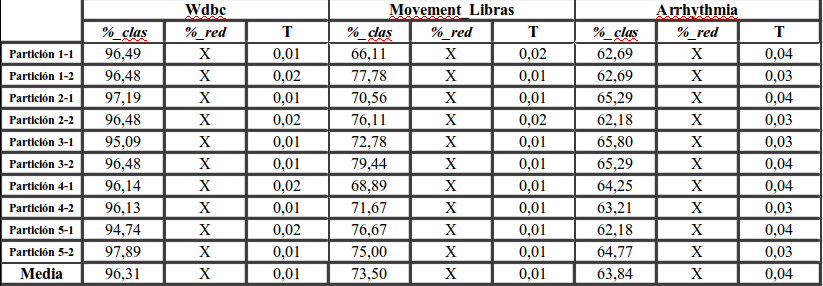 Wdbc Movement_Libras Arrhythmia
%_clas %_red T %_clas %_red T %_clas %_red T
Partición 1-1 96,49 X 0,01 66,11 X 0,02 62,69 X 0,04
Partición 1-2 96,48 X 0,02 77,78 X 0,01 62,69 X 0,03
Partición 2-1 97,19 X 0,01 70,56 X 0,01 65,29 X 0,04
Partición 2-2 96,48 X 0,02 76,11 X 0,02 62,18 X 0,03
Partición 3-1 95,09 X 0,01 72,78 X 0,01 65,80 X 0,03
Partición 3-2 96,48 X 0,01 79,44 X 0,01 65,29 X 0,04
Partición 4-1 96,14 X 0,02 68,89 X 0,01 64,25 X 0,04
Partición 4-2 96,13 X 0,01 71,67 X 0,01 63,21 X 0,03
Partición 5-1 94,74 X 0,02 76,67 X 0,01 62,18 X 0,04
Partición 5-2 97,89 X 0,01 75,00 X 0,01 64,77 X 0,03
Media 96,31 X 0,01 73,50 X 0,01 63,84 X 0,04